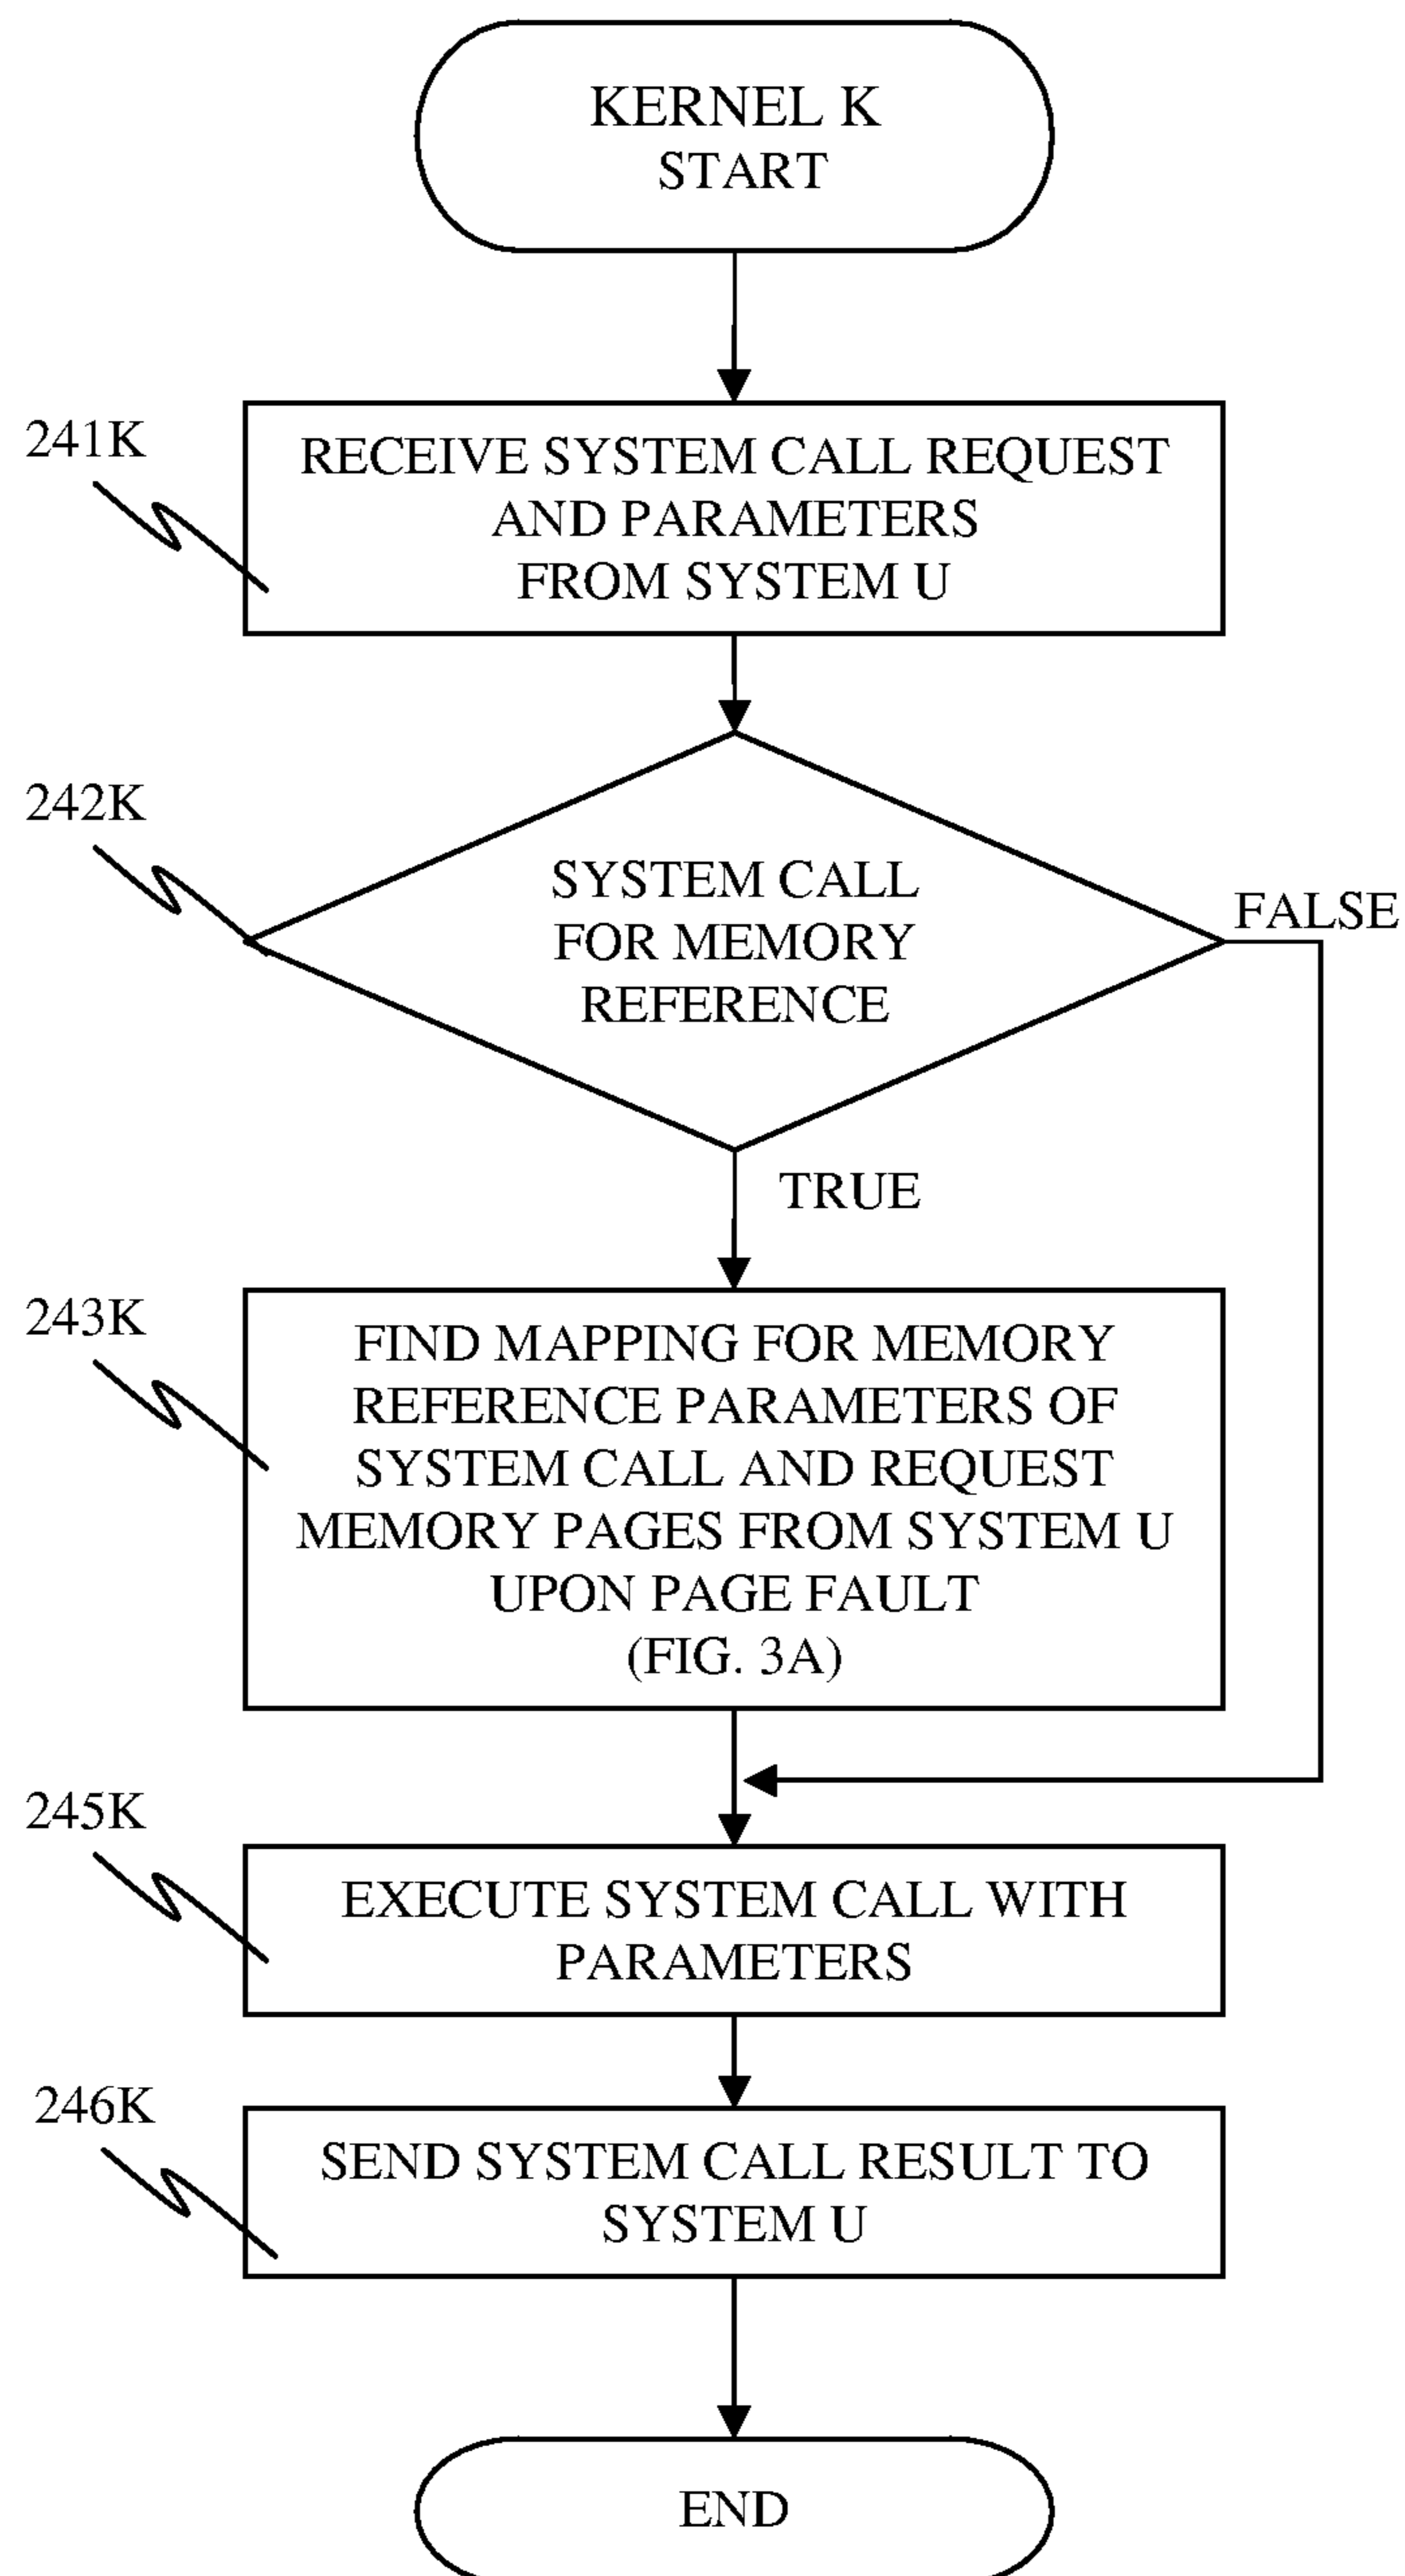 KERNEL K
START
241K
RECEIVE SYSTEM CALL REQUEST
AND PARAMETERS
FROM SYSTEM U
242K
SYSTEM CALL
FOR MEMORY
REFERENCE
FALSE
TRUE
243K
FIND MAPPING FOR MEMORY
REFERENCE PARAMETERS OF
SYSTEM CALL AND REQUEST
MEMORY PAGES FROM SYSTEM U
UPON PAGE FAULT
(FIG. 3A)
245K
EXECUTE SYSTEM CALL WITH
PARAMETERS
246K
SEND SYSTEM CALL RESULT TO
SYSTEM U
END